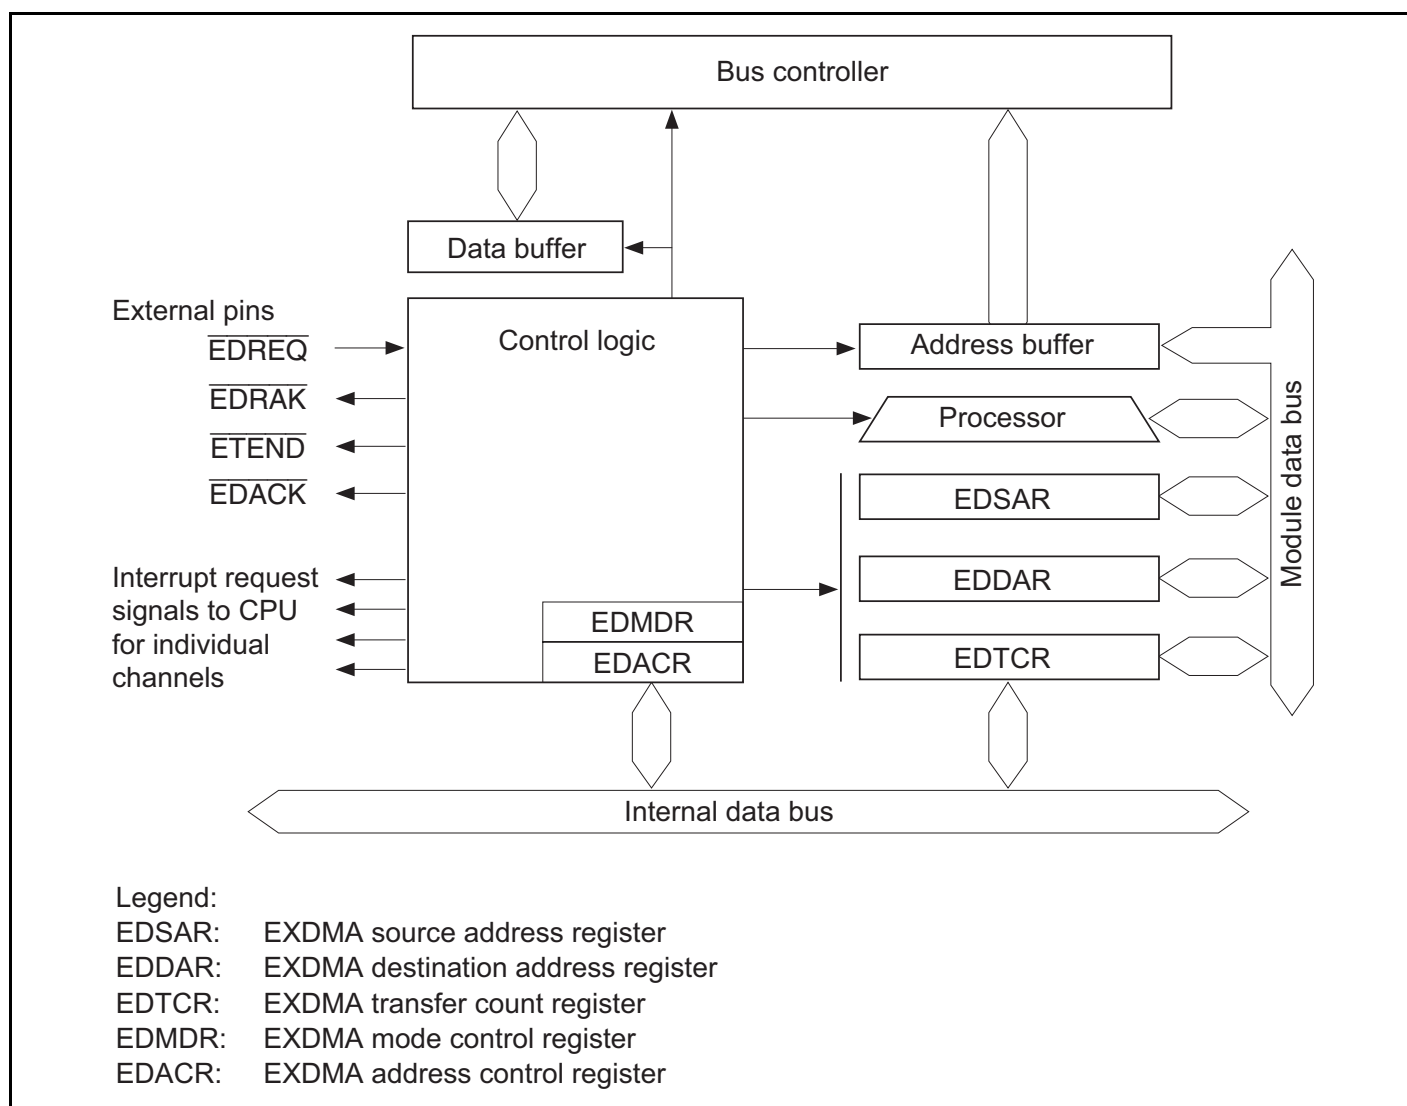 Bus controller
Data buffer
External pins
EDREQ
EDRAK
ETEND
EDACK
Interrupt request
signals to CPU
for individual
channels
Control logic
EDMDR
EDACR
Address buffer
Processor
EDSAR
EDDAR
EDTCR
Module data bus
Internal data bus
Legend:
EDSAR: EXDMA source address register
EDDAR: EXDMA destination address register
EDTCR: EXDMA transfer count register
EDMDR: EXDMA mode control register
EDACR: EXDMA address control register